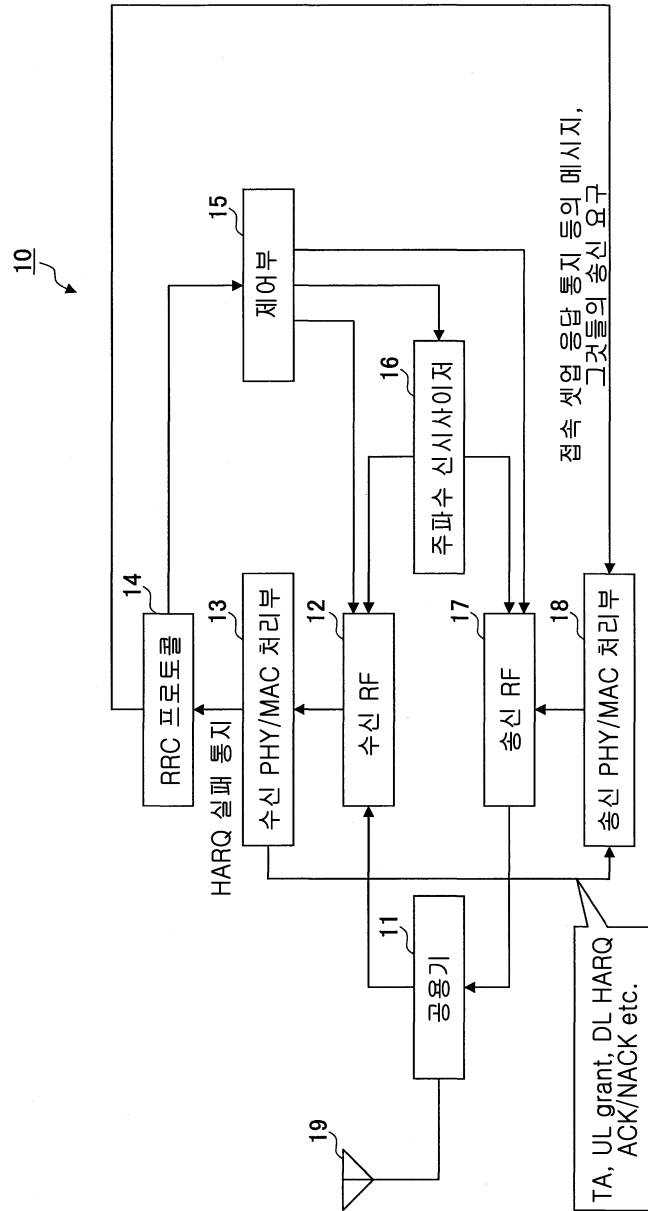 10
14
RRC 프로토콜
15
제어부
HARQ 실패 통지
13
수신 PHY/MAC 처리부
16
주파수 신시사이저
12
수신 RF
11
공용기
19
17
송신 RF
접속 셋업 응답 통지 등의 메시지,
그것들의 송신 요구
18
송신 PHY/MAC 처리부
TA, UL grant, DL HARQ
ACK/NACK etc.